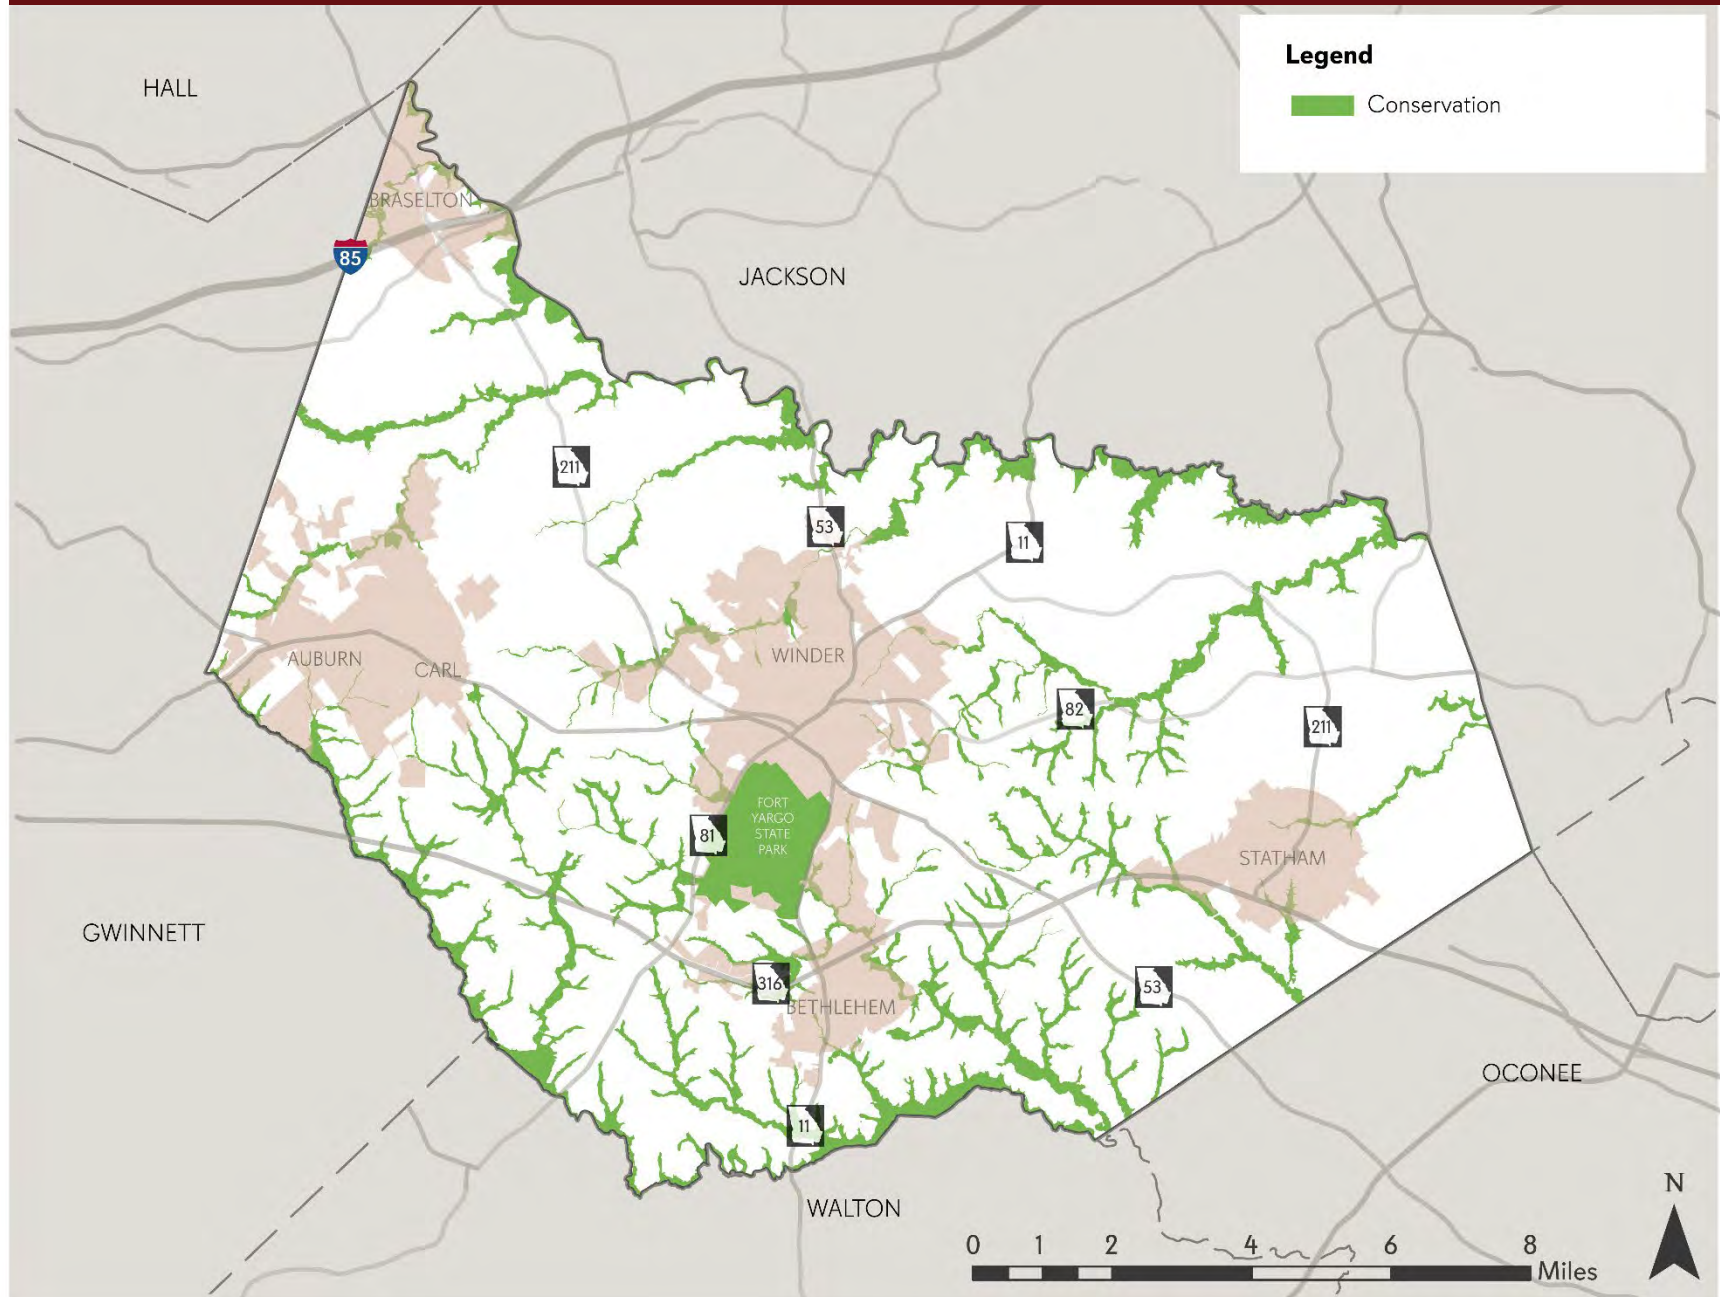 Legend
Conservation
HALL
BRASELTON
85
JACKSON
211
53
11
AUBURN
CARL
WINDER
82
211
FORT
YARGO
STATE
PARK
81
STATHAM
GWINNETT
316
BETHLEHEM
53
OCONEE
11
WALTON
N
0 1 2 4 6 8
Miles